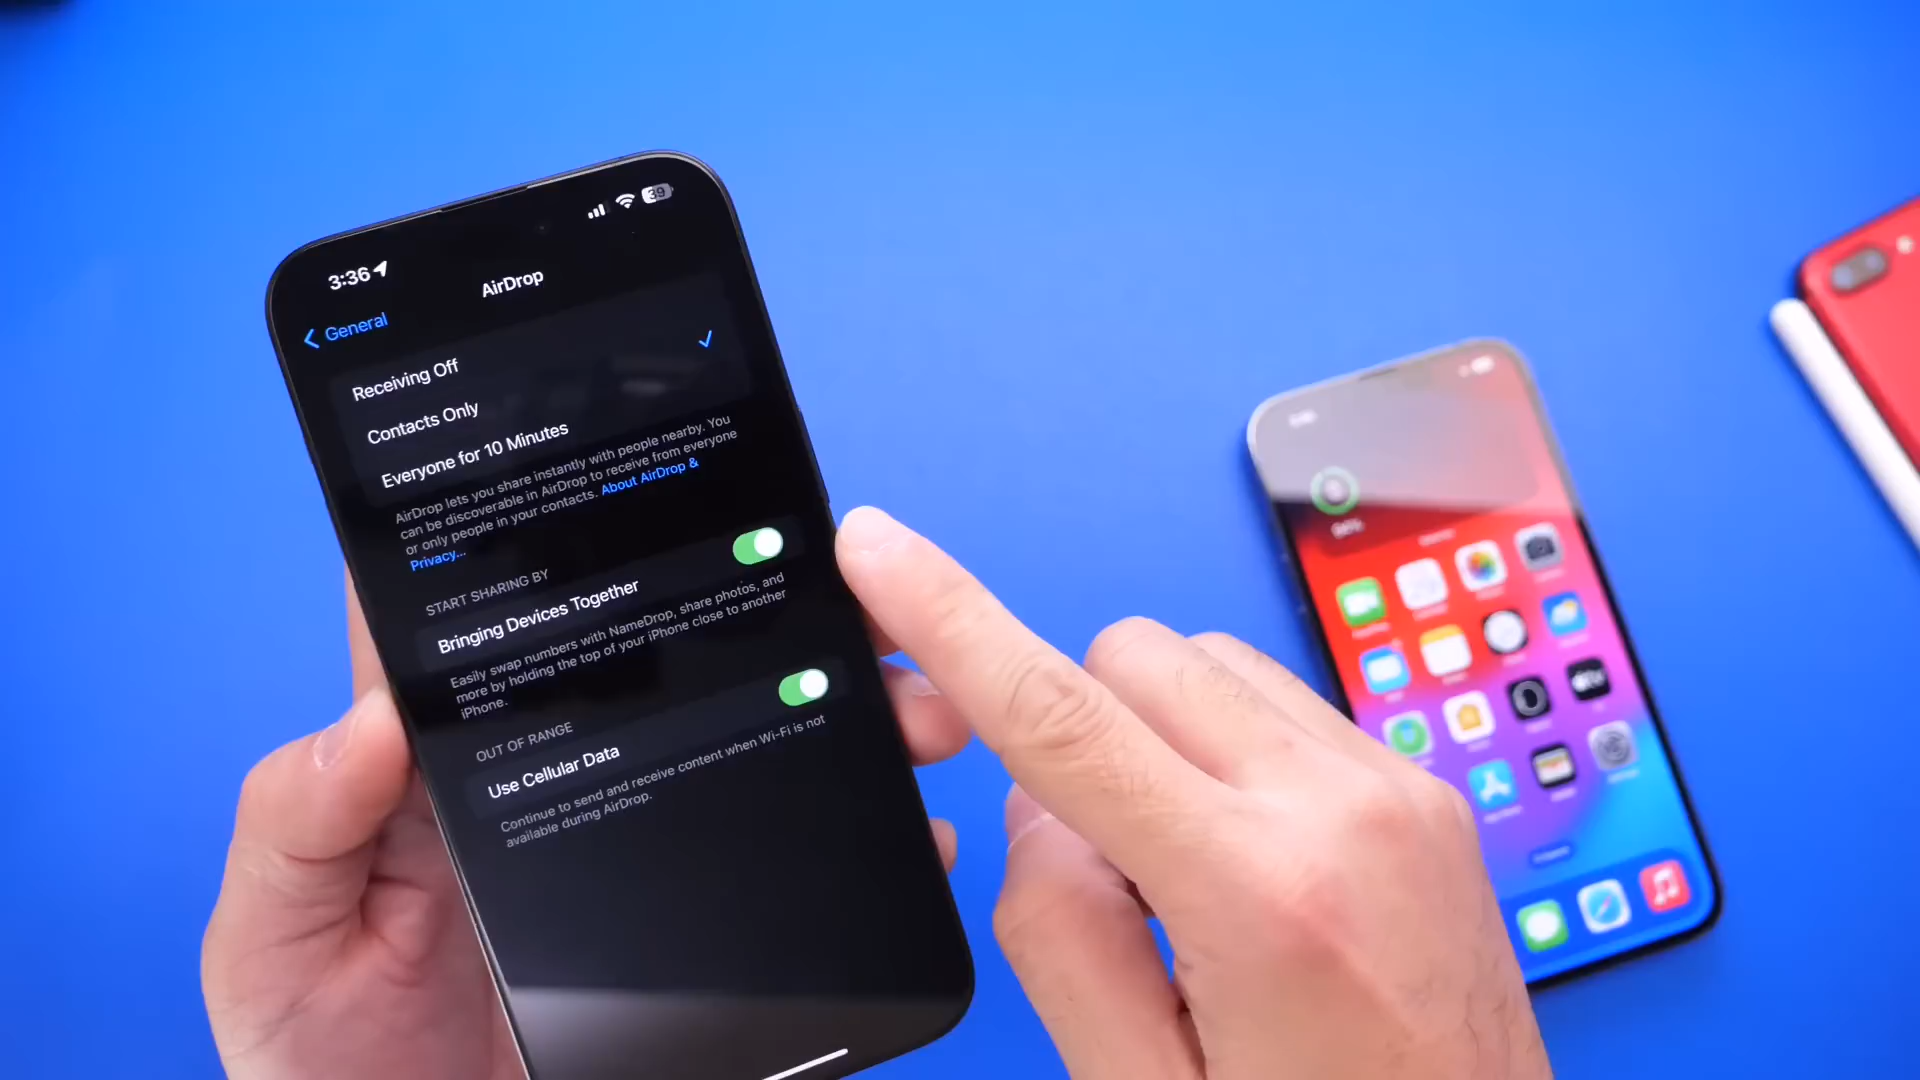 3:36
39
AirDrop
General
Receiving Off
Contacts Only
Everyone for 10 Minutes
AirDrop lets you share instantly with people nearby. You
can be discoverable in AirDrop to receive from everyone
or only people in your contacts. About AirDrop &
Privacy...
START SHARING BY
Bringing Devices Together
Easily swap numbers with NameDrop, share photos, and
more by holding the top of your iPhone close to another
iPhone.
OUT OF RANGE
Use Cellular Data
Continue to send and receive content when Wi-Fi is not
available during AirDrop.